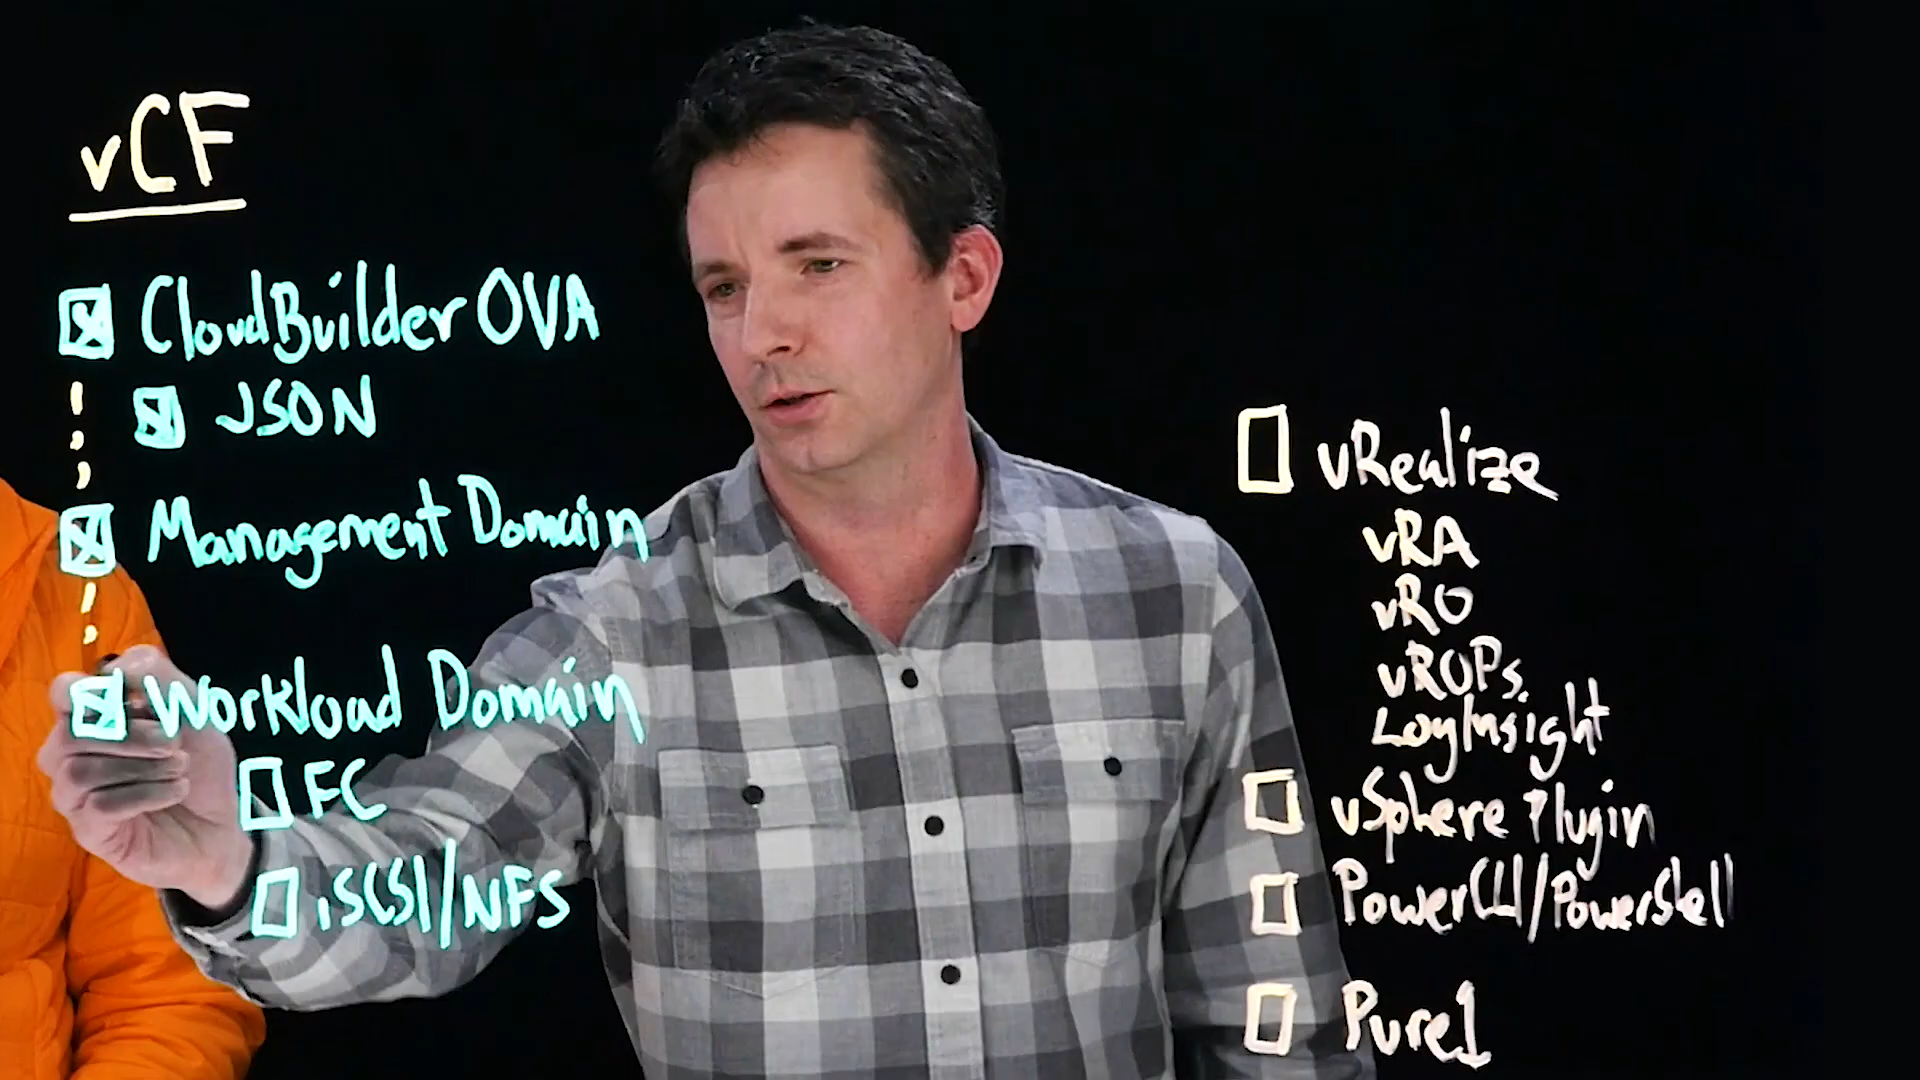 vCF
CloudBuilder OVA
JSON
Management Domain
Workload Domain
FC
iSCSI/NFS
vRealize
vRA
vRO
vROPs
LogInsight
vSphere Plugin
PowerCLI/Powershell
Pure1